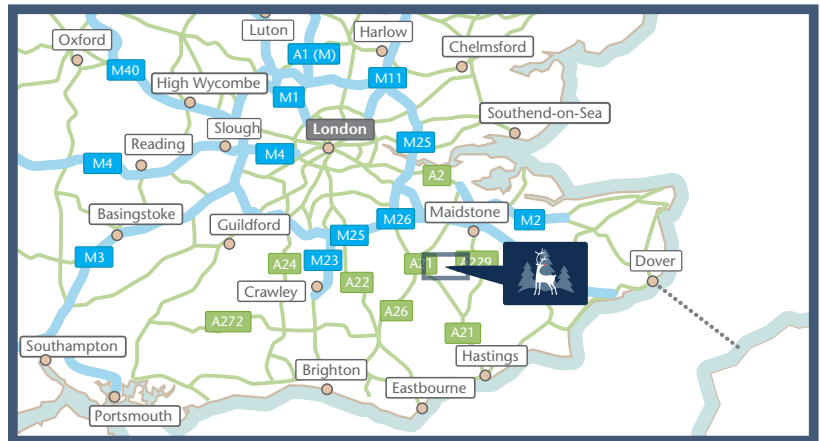 Luton
Harlow
Oxford
A1 (M)
Chelmsford
M40
M11
High Wycombe
M1
Southend-on-Sea
Slough
London
Reading
M25
M4
M4
A2
Basingstoke
Maidstone
M26
M2
Guildford
M25
M3
M23
A24
A21
A229
Dover
A22
Crawley
A26
A272
A21
Southampton
Hastings
Brighton
Eastbourne
Portsmouth